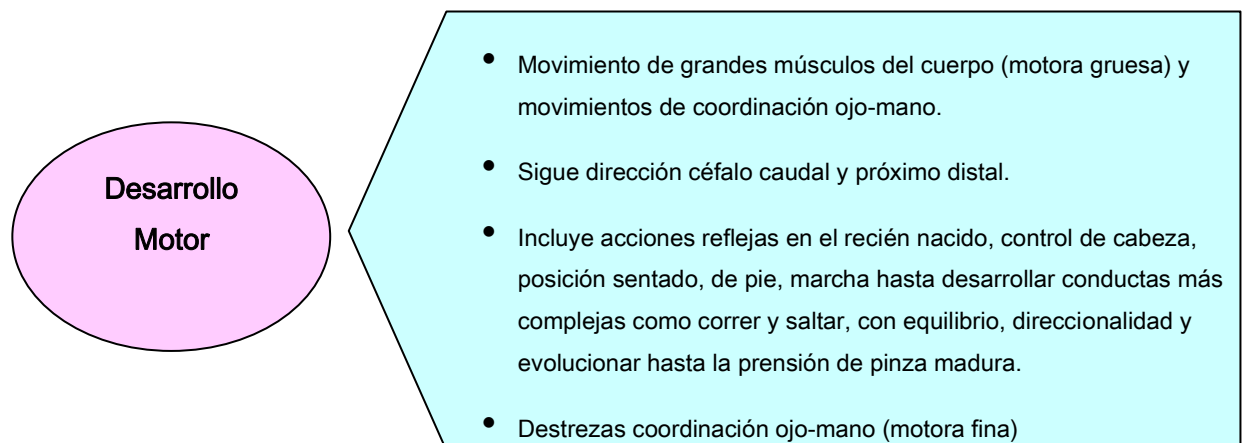 Desarrollo
Motor
• Movimiento de grandes músculos del cuerpo (motora gruesa) y
movimientos de coordinación ojo-mano.
• Sigue dirección céfalo caudal y próximo distal.
• Incluye acciones reflejas en el recién nacido, control de cabeza,
posición sentado, de pie, marcha hasta desarrollar conductas más
complejas como correr y saltar, con equilibrio, direccionalidad y
evolucionar hasta la prensión de pinza madura.
• Destrezas coordinación ojo-mano (motora fina)